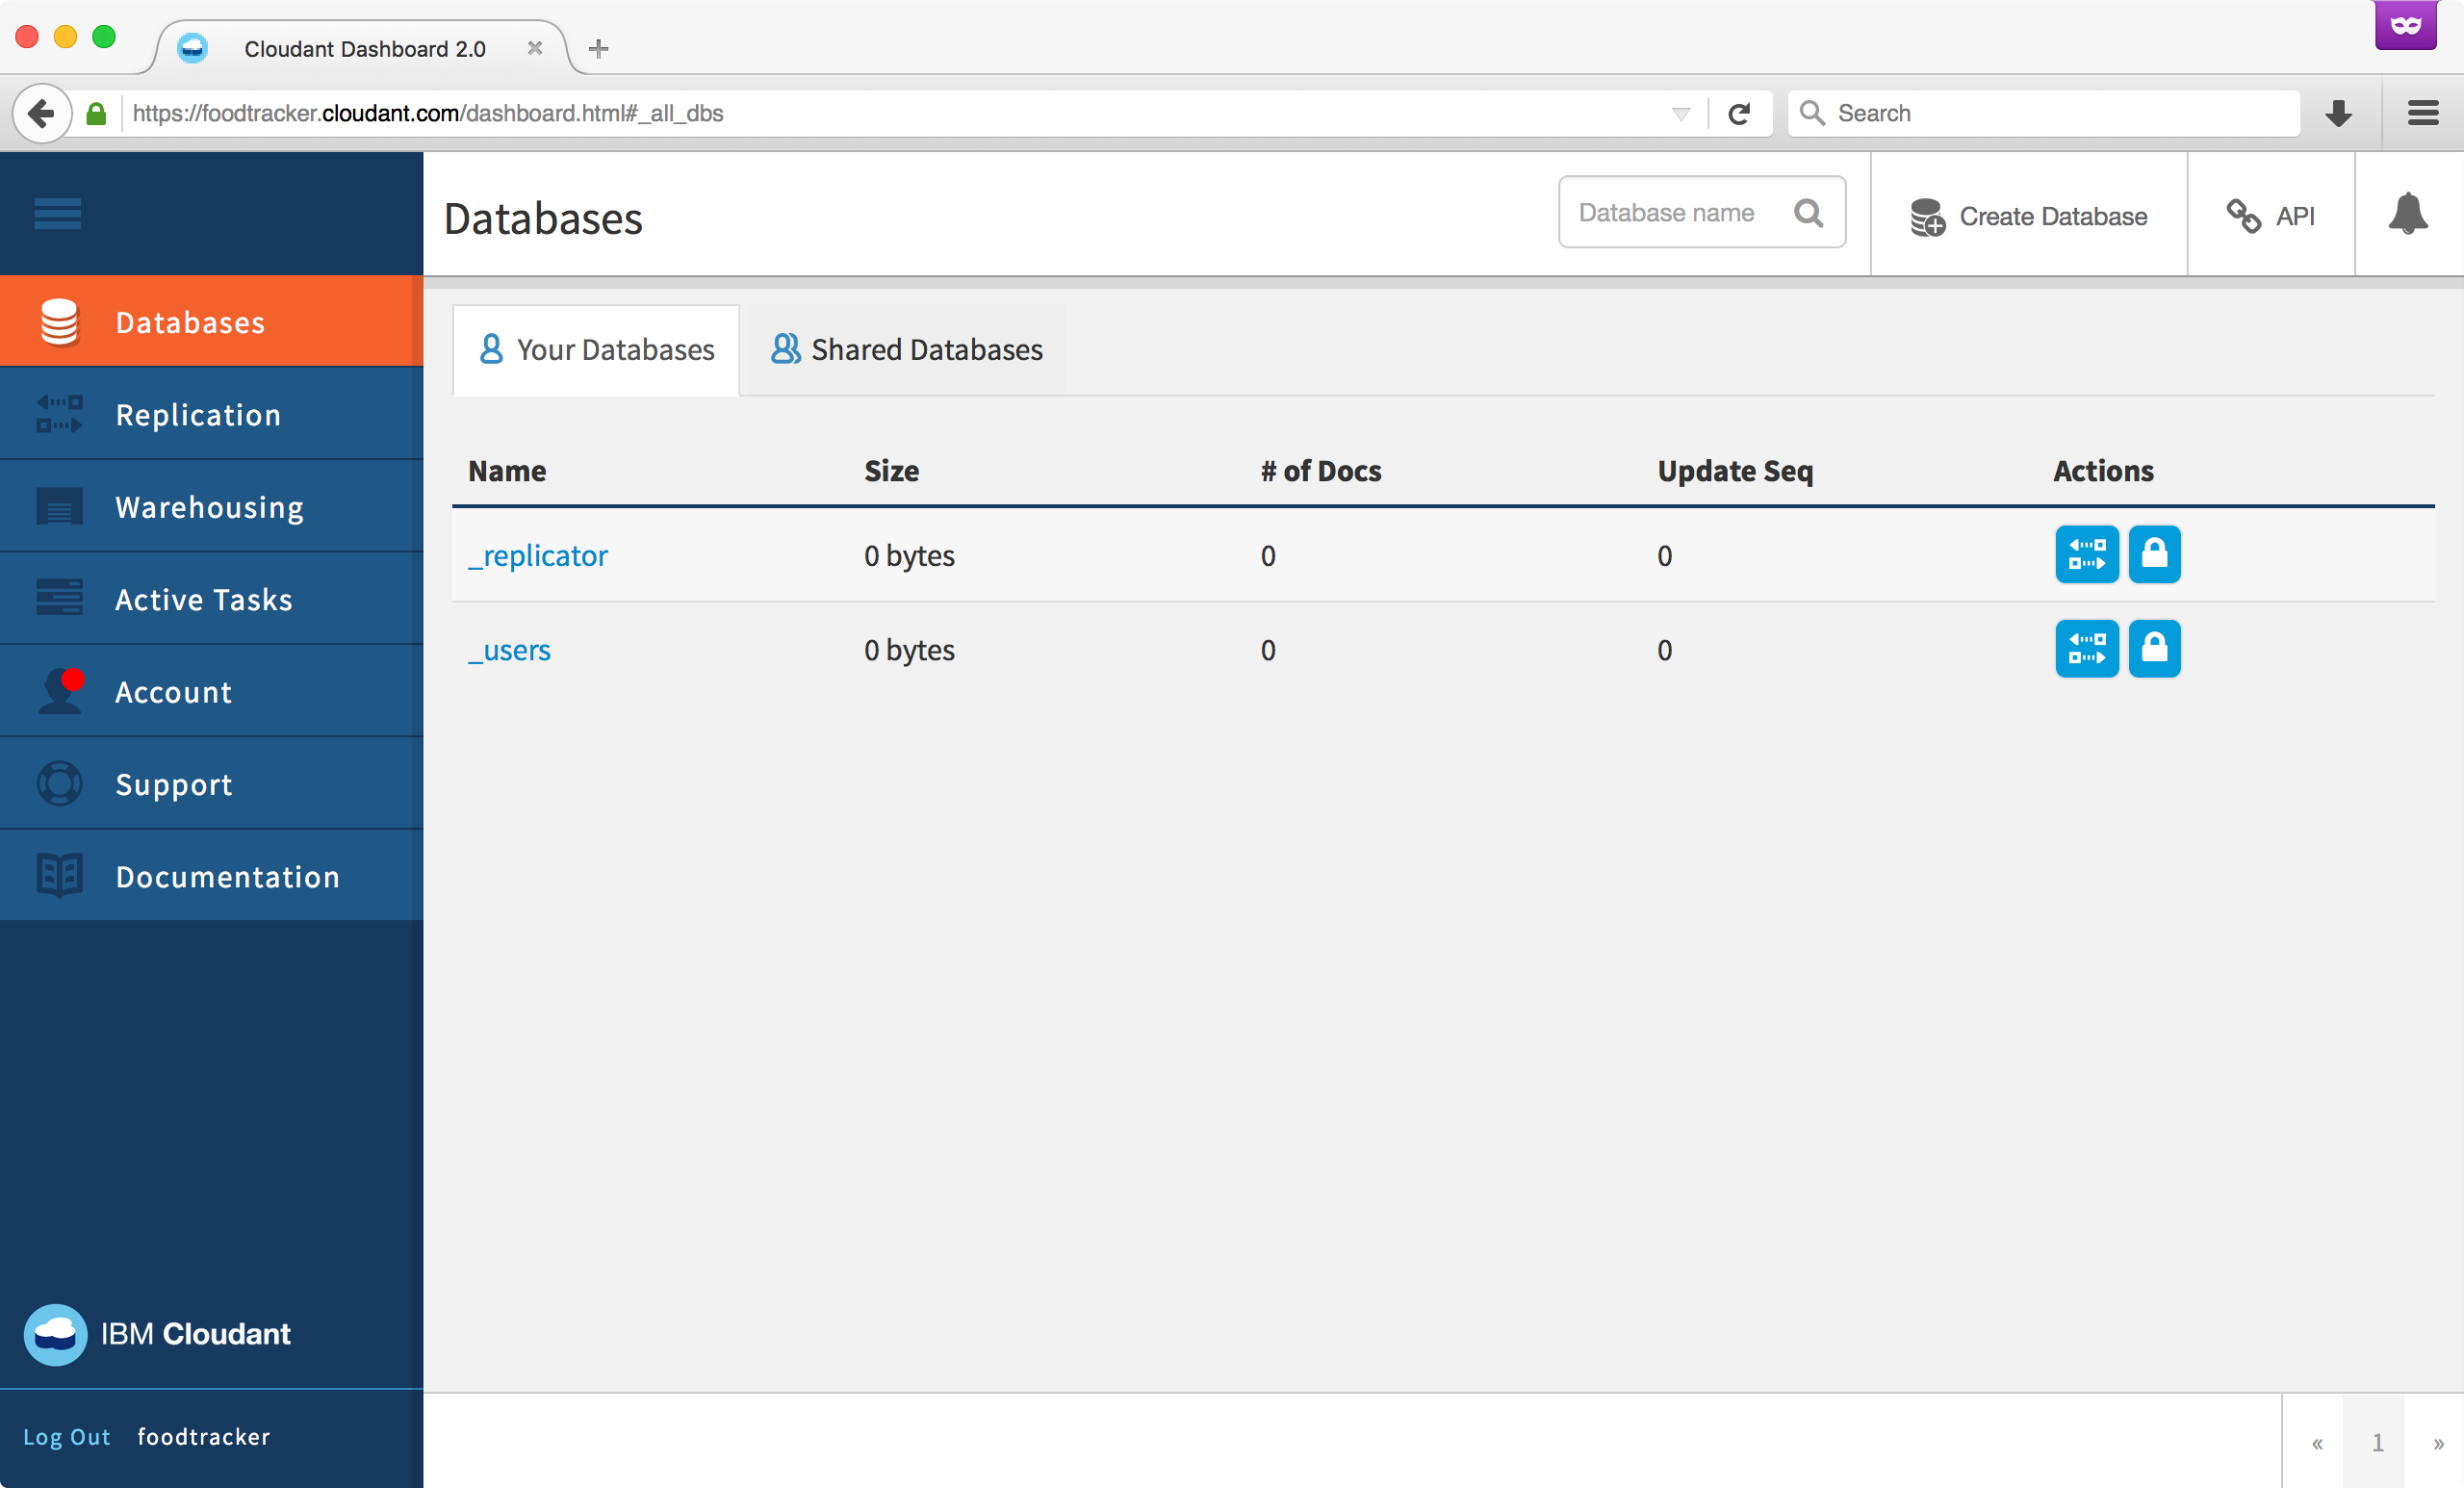 Cloudant Dashboard 2.0
https://foodtracker.cloudant.com/dashboard.html#_all_dbs
Search
Databases
Database name
Create Database
API
Databases
Replication
Warehousing
Active Tasks
Account
Support
Documentation
Your Databases
Shared Databases
Name Size # of Docs Update Seq Actions
_replicator 0 bytes 0 0
_users 0 bytes 0 0
IBM Cloudant
Log Out foodtracker
« 1 »